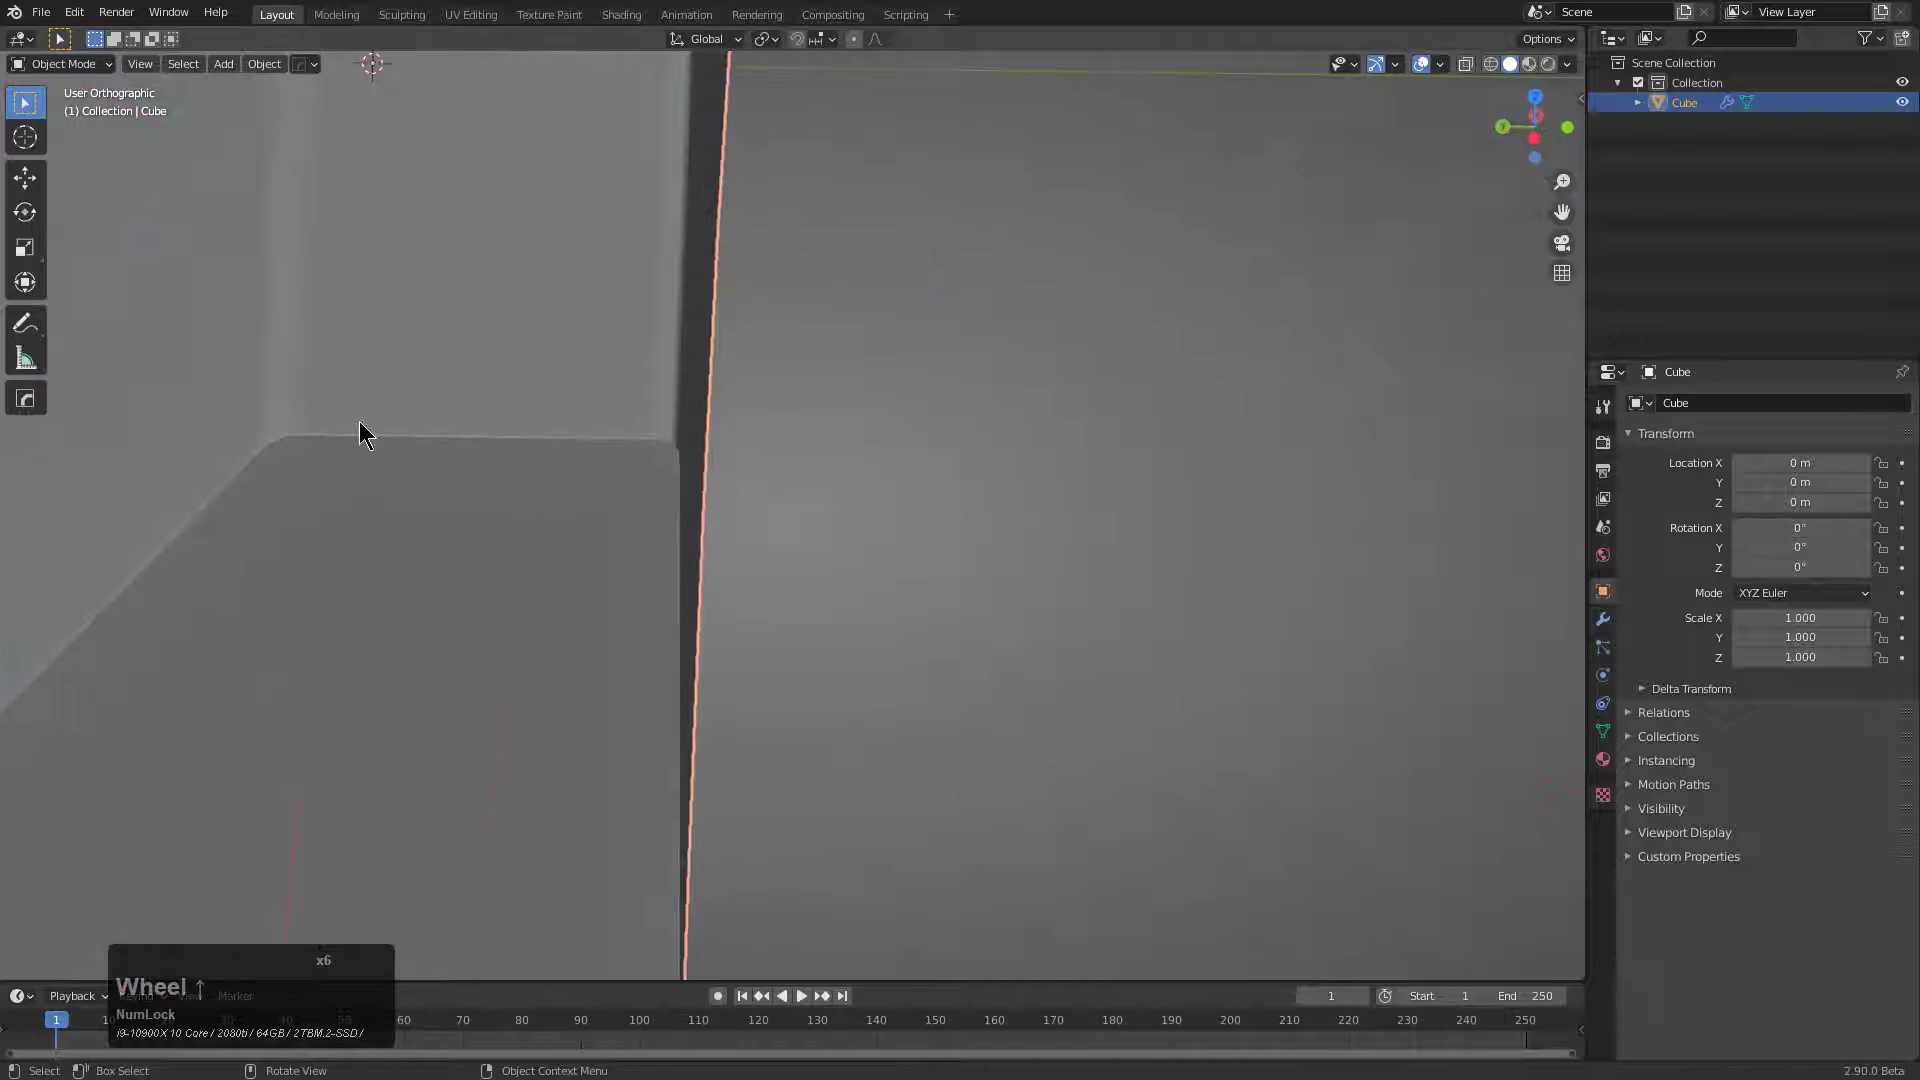 File Edit Render Window Help
Layout Modeling Sculpting UV Editing Texture Paint Shading Animation Rendering Compositing Scripting +
Scene
View Layer
Global
Options
Object Mode View Select Add Object
User Orthographic
(1) Collection | Cube
Y
Scene Collection
Collection
Cube
Cube
Cube
Transform
Location X 0 m
Y 0 m
Z 0 m
Rotation X 0°
Y 0°
Z 0°
Mode XYZ Euler
Scale X 1.000
Y 1.000
Z 1.000
Delta Transform
Relations
Collections
Instancing
Motion Paths
Visibility
Viewport Display
Custom Properties
x6
Wheel ↑
NumLock
i9-10900X 10 Core / 2080ti / 64GB / 2TBM.2-SSD /
Playback Keying View Marker
1 Start 1 End 250
1 10 30 40 50 60 70 80 90 100 110 120 130 140 150 160 170 180 190 200 210 220 230 240 250
Select Box Select Rotate View Object Context Menu 2.90.0 Beta